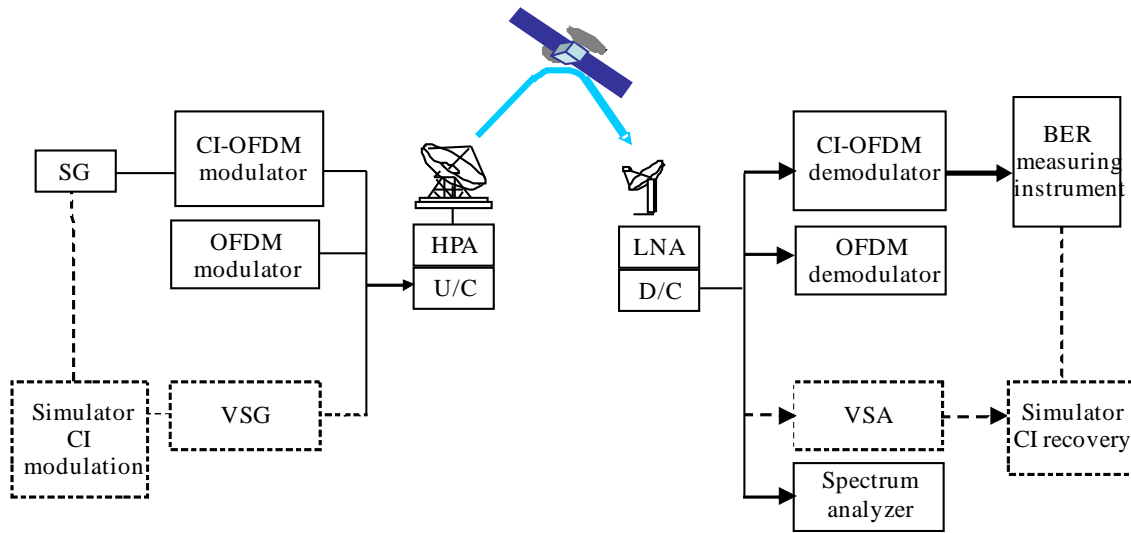 SG
CI-OFDM
modulator
OFDM
modulator
HPA
U/C
Simulator
CI
modulation
VSG
LNA
D/C
CI-OFDM
demodulator
BER
measuring
instrument
OFDM
demodulator
VSA
Simulator
CI recovery
Spectrum
analyzer